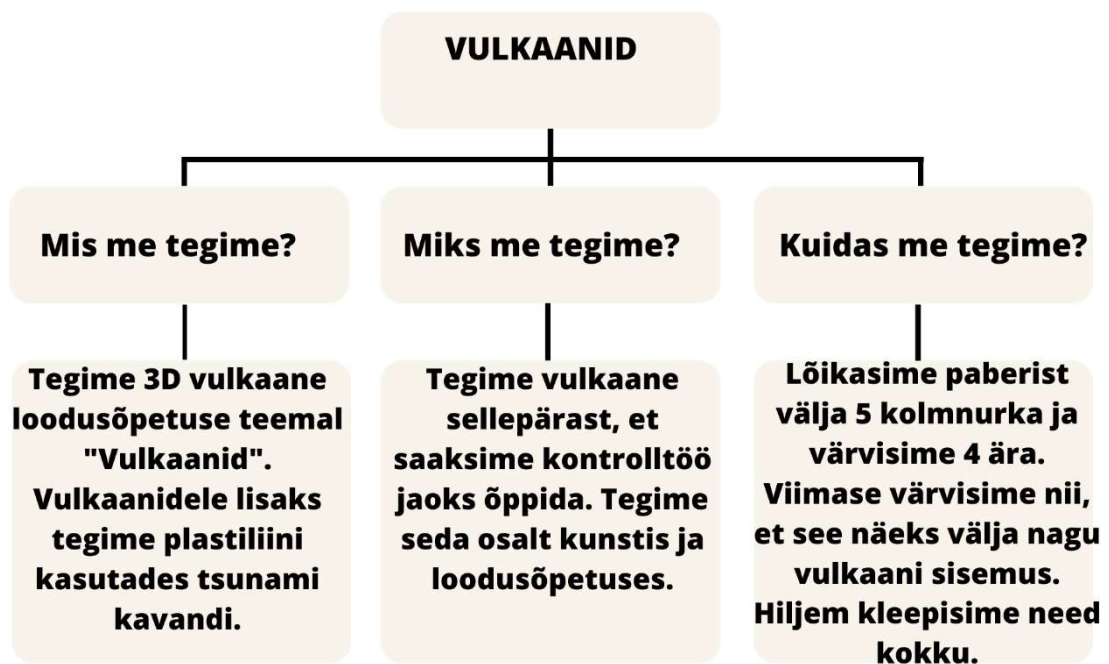 VULKAANID
Mis me tegime?
Miks me tegime?
Kuidas me tegime?
Tegime 3D vulkaane
loodusõpetuse teemal
"Vulkaanid".
Vulkaanidele lisaks
tegime plastiliini
kasutades tsunami
kavandi.
Tegime vulkaane
sellepärast, et
saaksime kontrolltöö
jaoks õppida. Tegime
seda osalt kunstis ja
loodusõpetuses.
Lõikasime paberist
välja 5 kolmnurka ja
värvisime 4 ära.
Viimase värvisime nii,
et see näeks välja nagu
vulkaani sisemus.
Hiljem kleepisime need
kokku.